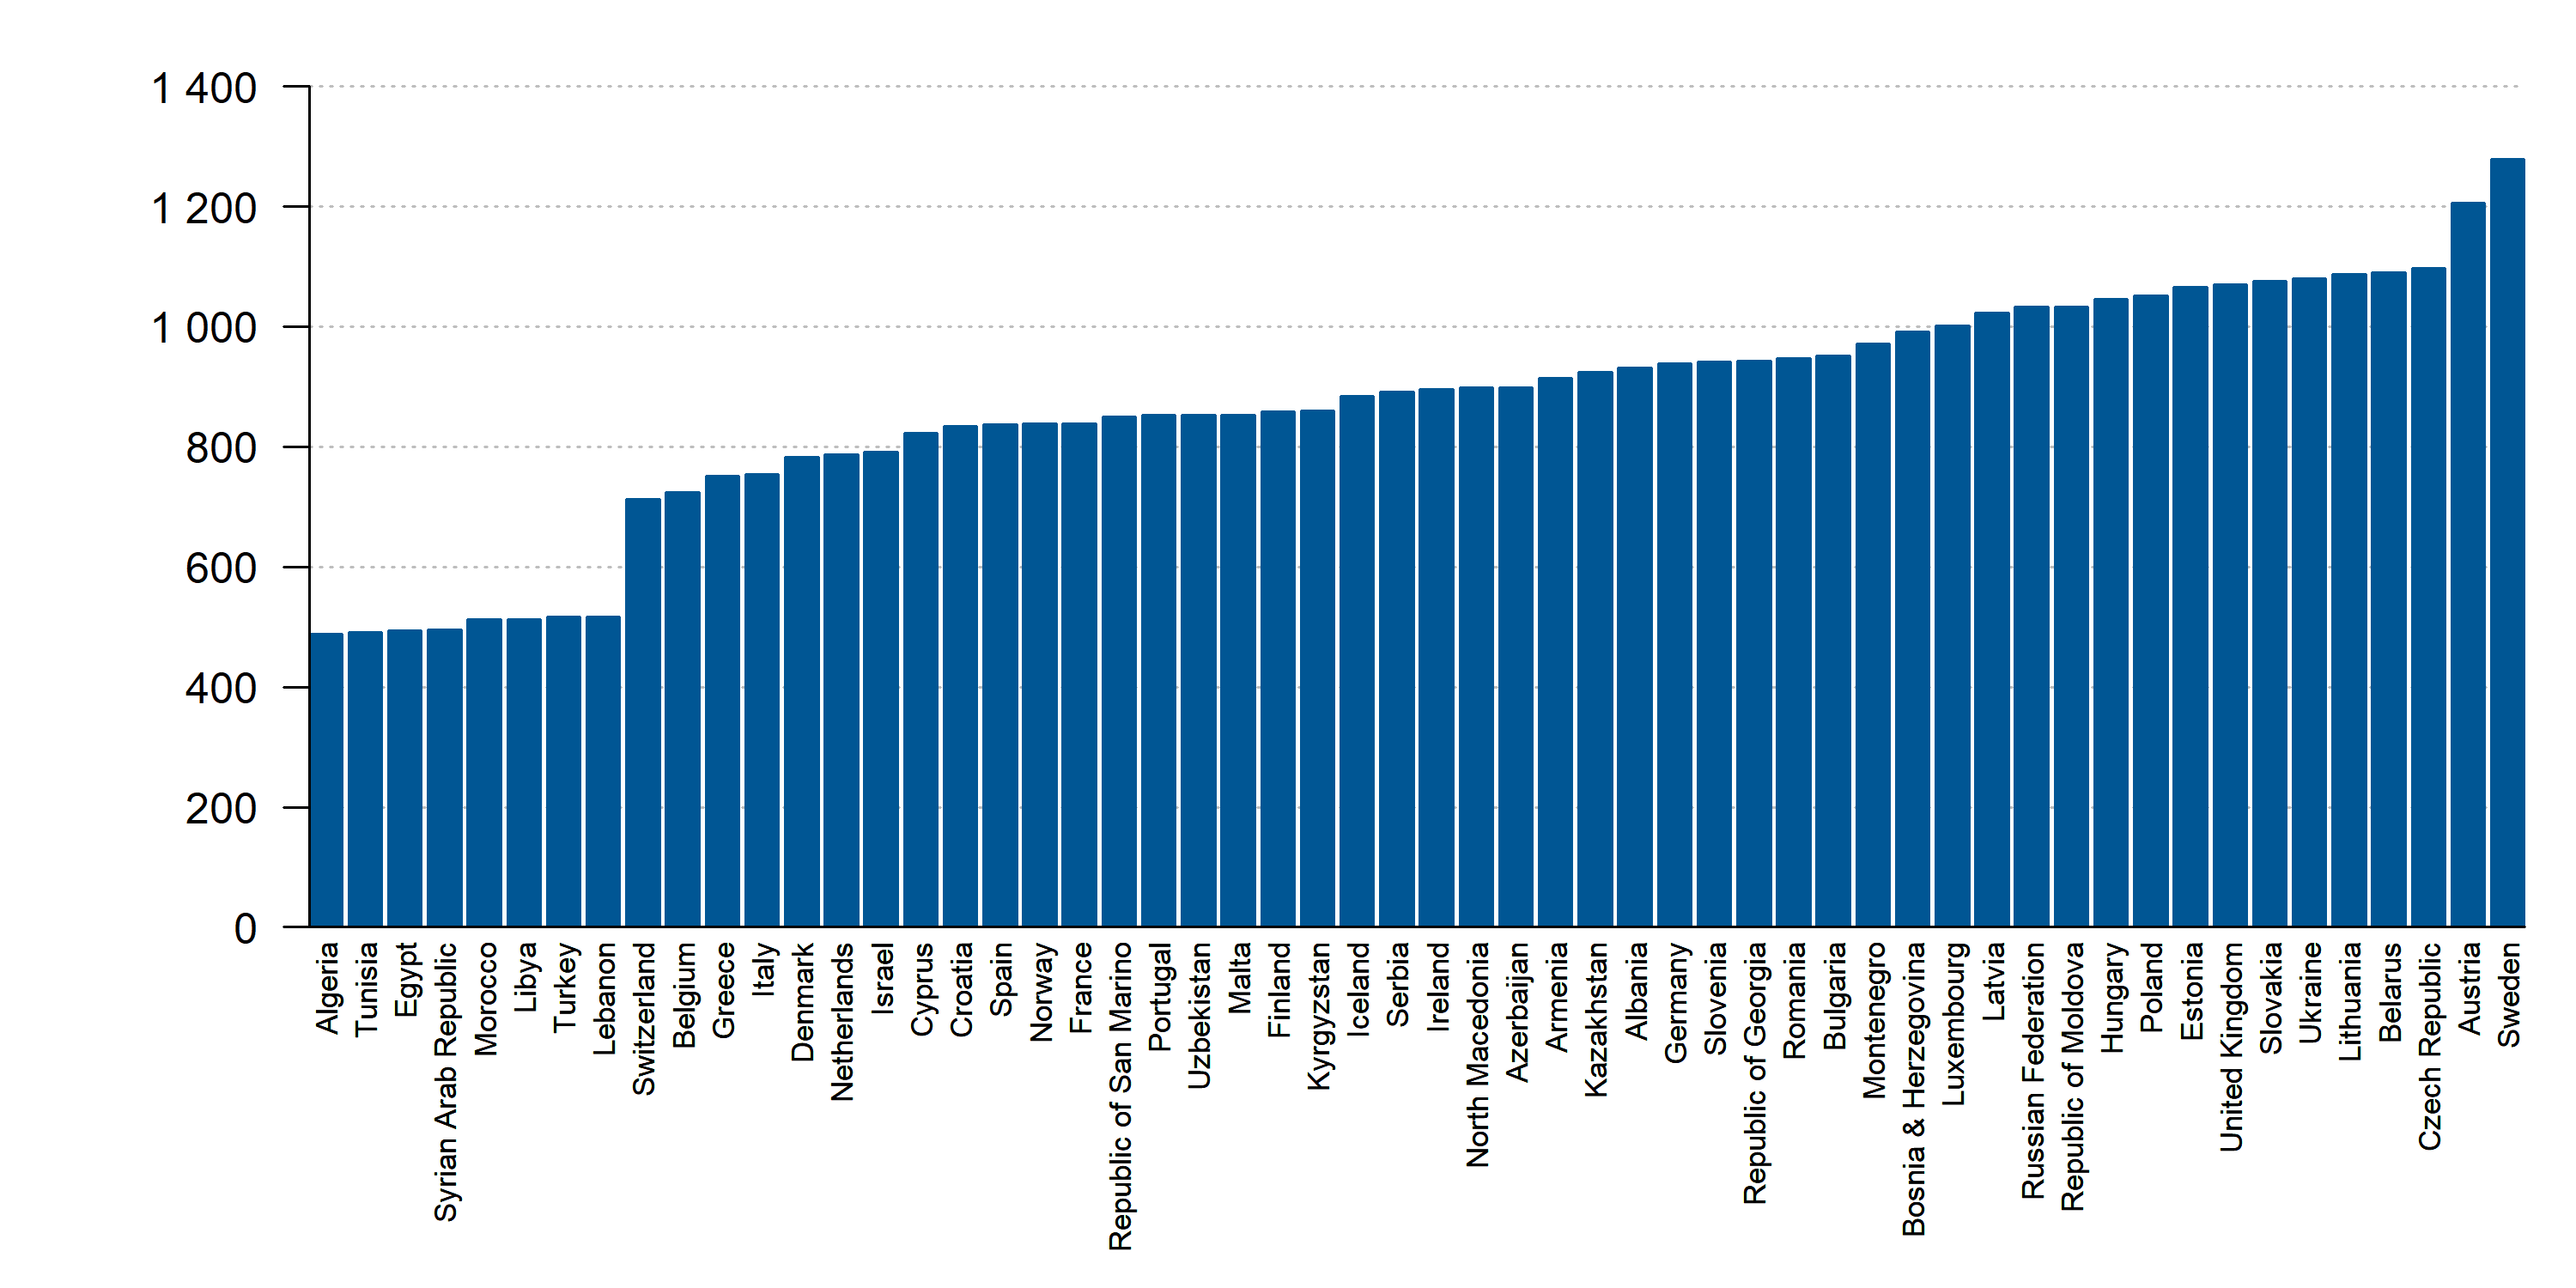 1 400
1 200
1 000
800
600
400
200
0
Algeria
Tunisia
Egypt
Syrian Arab Republic
Morocco
Libya
Turkey
Lebanon
Switzerland
Belgium
Greece
Italy
Denmark
Netherlands
Israel
Cyprus
Croatia
Spain
Norway
France
Republic of San Marino
Portugal
Uzbekistan
Malta
Finland
Kyrgyzstan
Iceland
Serbia
Ireland
North Macedonia
Azerbaijan
Armenia
Kazakhstan
Albania
Germany
Slovenia
Republic of Georgia
Romania
Bulgaria
Montenegro
Bosnia & Herzegovina
Luxembourg
Latvia
Russian Federation
Republic of Moldova
Hungary
Poland
Estonia
United Kingdom
Slovakia
Ukraine
Lithuania
Belarus
Czech Republic
Austria
Sweden